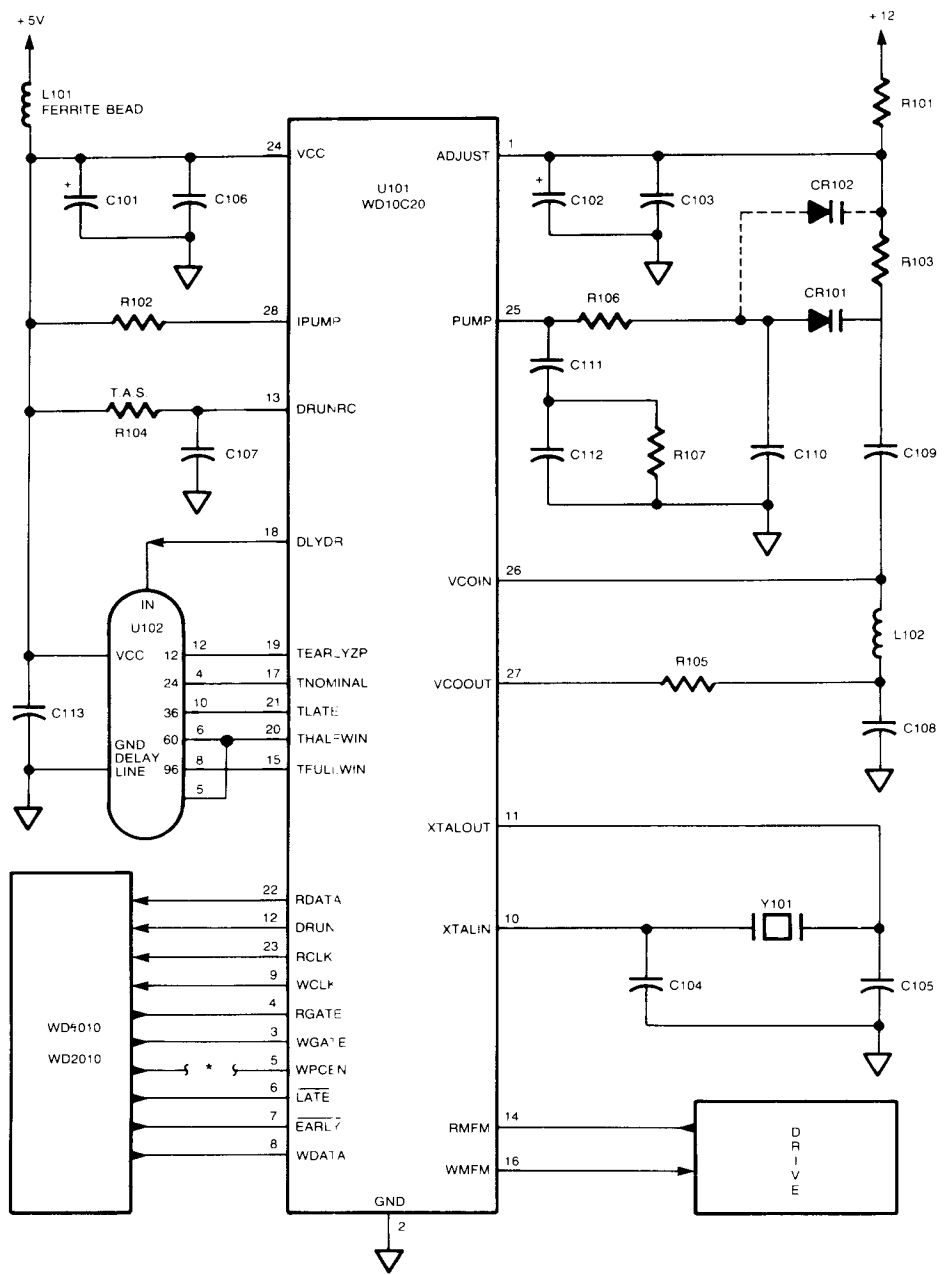 + 5V
+ 12
L101
FERRITE BEAD
R101
24
VCC
ADJUST
1
U101
WD10C20
+
C101
C106
+
C102
C103
CR102
R103
R102
28
IPUMP
PUMP
25
R106
CR101
C111
T.A.S.
R104
13
DRUNRC
C107
C112
R107
C110
C109
18
DLYDR
VCOIN
26
IN
U102
L102
VCC
12
12
19
TEARLYZP
24
4
17
TNOMINAL
VCOOUT
27
R105
36
10
21
TLATE
C113
GND
DELAY
LINE
60
6
20
THALFWIN
96
8
15
TFULLWIN
5
C108
XTALOUT
11
22
RDATA
12
DRUN
XTALIN
10
Y101
23
RCLK
9
WCLK
C104
C105
4
RGATE
WD2010
3
WGATE
*
5
WPCEN
6
LATE
7
EARLY
8
WDATA
RMFM
14
WMFM
16
DRIVE
GND
2